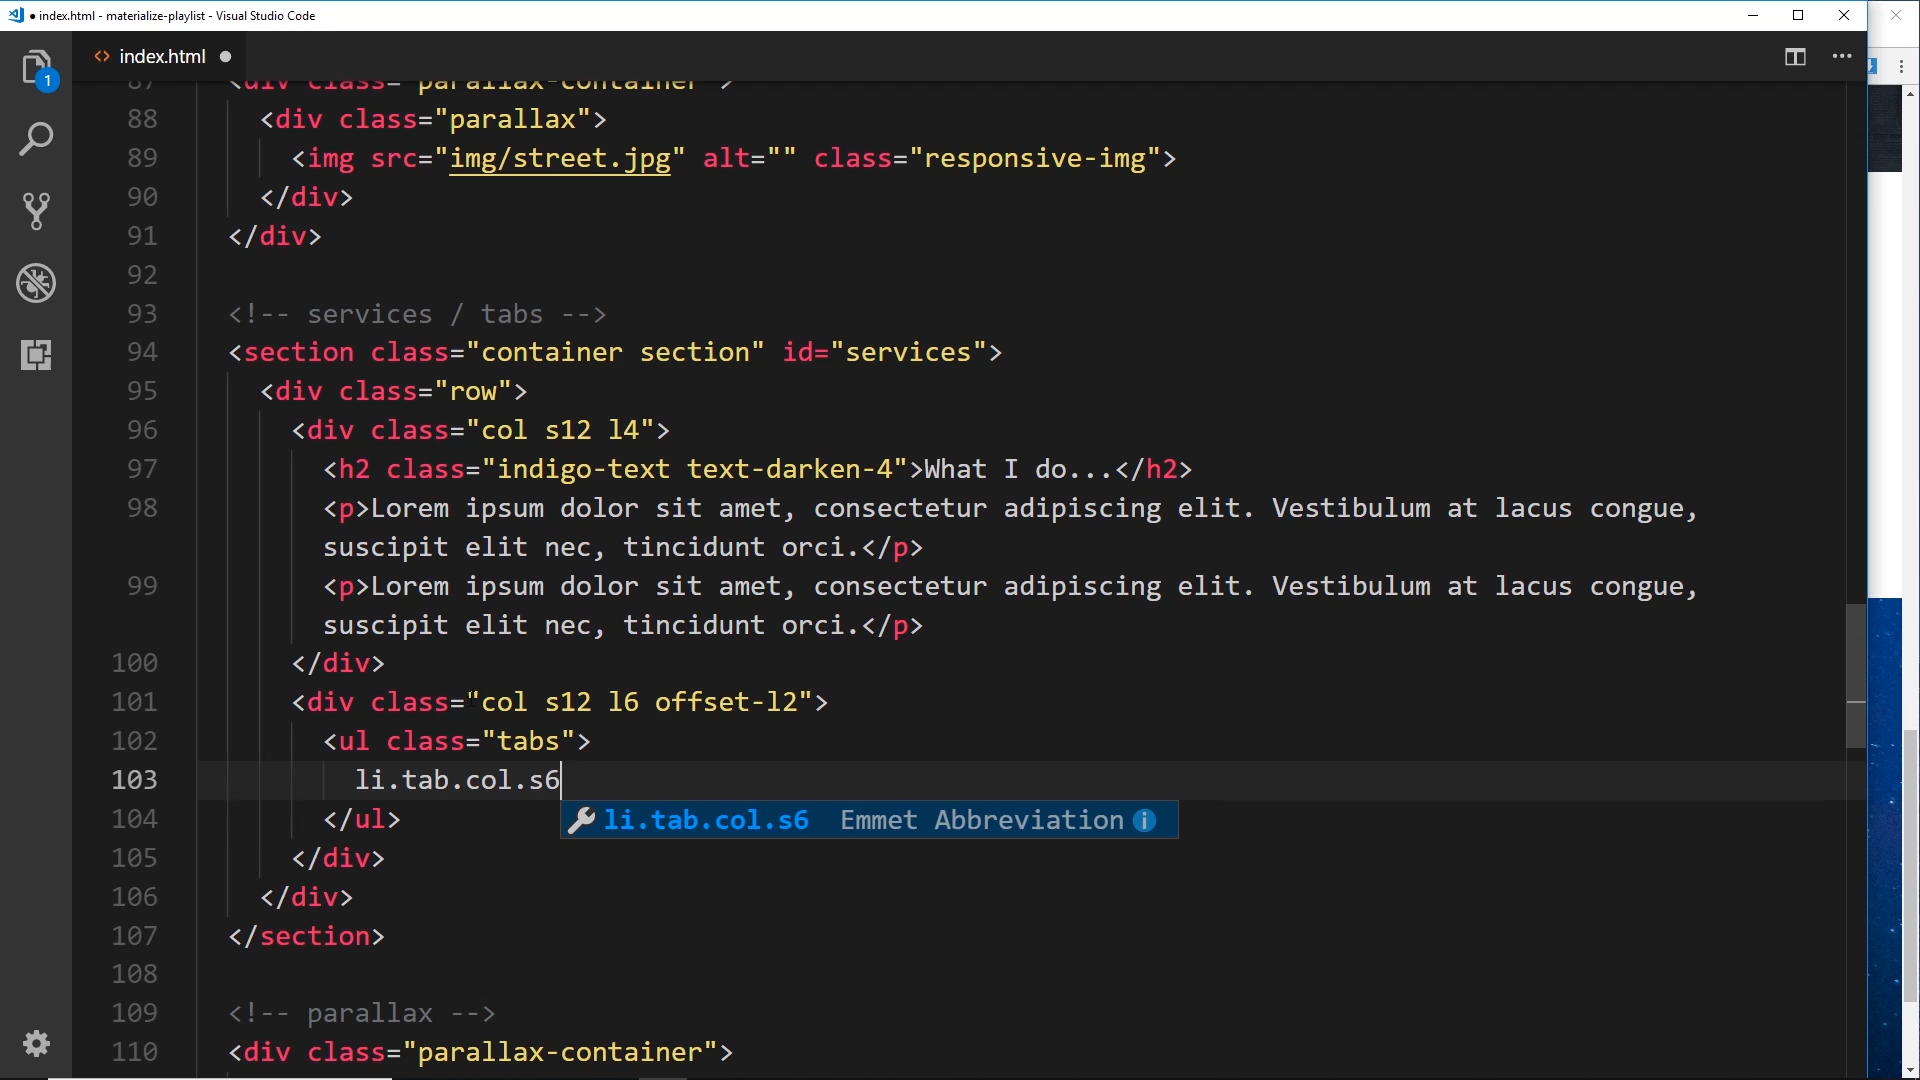 ● index.html - materialize-playlist - Visual Studio Code
<> index.html ●
1
87 <div class="parallax-container">
88 <div class="parallax">
89 <img src="img/street.jpg" alt="" class="responsive-img">
90 </div>
91 </div>
92
93 <!-- services / tabs -->
94 <section class="container section" id="services">
95 <div class="row">
96 <div class="col s12 l4">
97 <h2 class="indigo-text text-darken-4">What I do...</h2>
98 <p>Lorem ipsum dolor sit amet, consectetur adipiscing elit. Vestibulum at lacus congue,
suscipit elit nec, tincidunt orci.</p>
99 <p>Lorem ipsum dolor sit amet, consectetur adipiscing elit. Vestibulum at lacus congue,
suscipit elit nec, tincidunt orci.</p>
100 </div>
101 <div class="col s12 l6 offset-l2">
102 <ul class="tabs">
103 li.tab.col.s6
104 </ul>
li.tab.col.s6 Emmet Abbreviation
105 </div>
106 </div>
107 </section>
108
109 <!-- parallax -->
110 <div class="parallax-container">